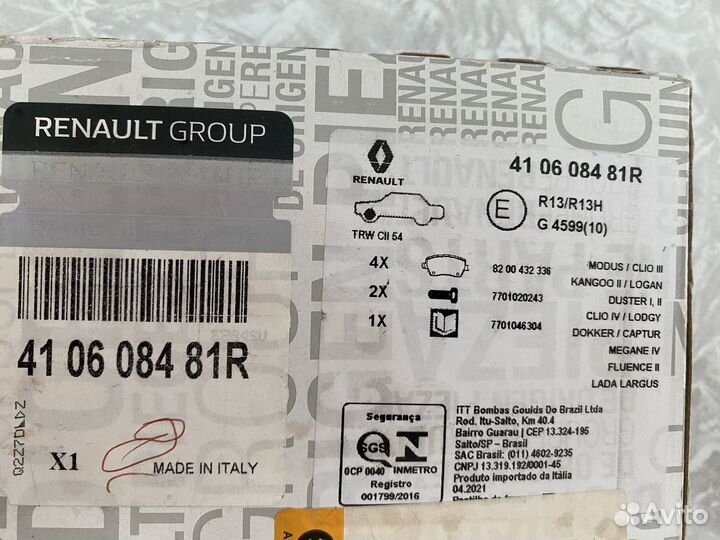 RENAULT GROUP
41 06 084 81R
X1
MADE IN ITALY
RENAULT
TRW CII 54
41 06 084 81R
E
R13/R13H
G 4599(10)
4X
8200 432 336
2X
7701020243
1X
7701046304
MODUS / CLIO III
KANGOO II / LOGAN
DUSTER I, II
CLIO IV / LODGY
DOKKER / CAPTUR
MEGANE IV
FLUENCE II
LADA LARGUS
Segurança
SGS
OCP 0040
INMETRO
Registro
001799/2016
ITT Bombas Goulds Do Brazil Ltda
Rod. Itu-Salto, Km 40.4
Bairro Guarau | CEP 13.324-195
Salto/SP – Brasil
SAC Brasil: (011) 4602-9235
CNPJ 13.319.192/0001-45
Produto importado da Itália
04.2021
Avito